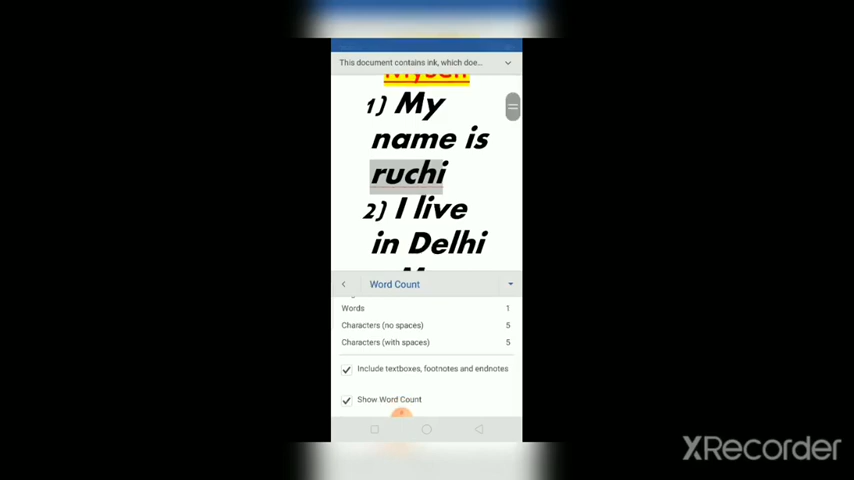 This document contains ink, which doe...
Myself
1) My
name is
ruchi
2) I live
in Delhi
Word Count
Words 1
Characters (no spaces) 5
Characters (with spaces) 5
Include textboxes, footnotes and endnotes
Show Word Count
XRecorder